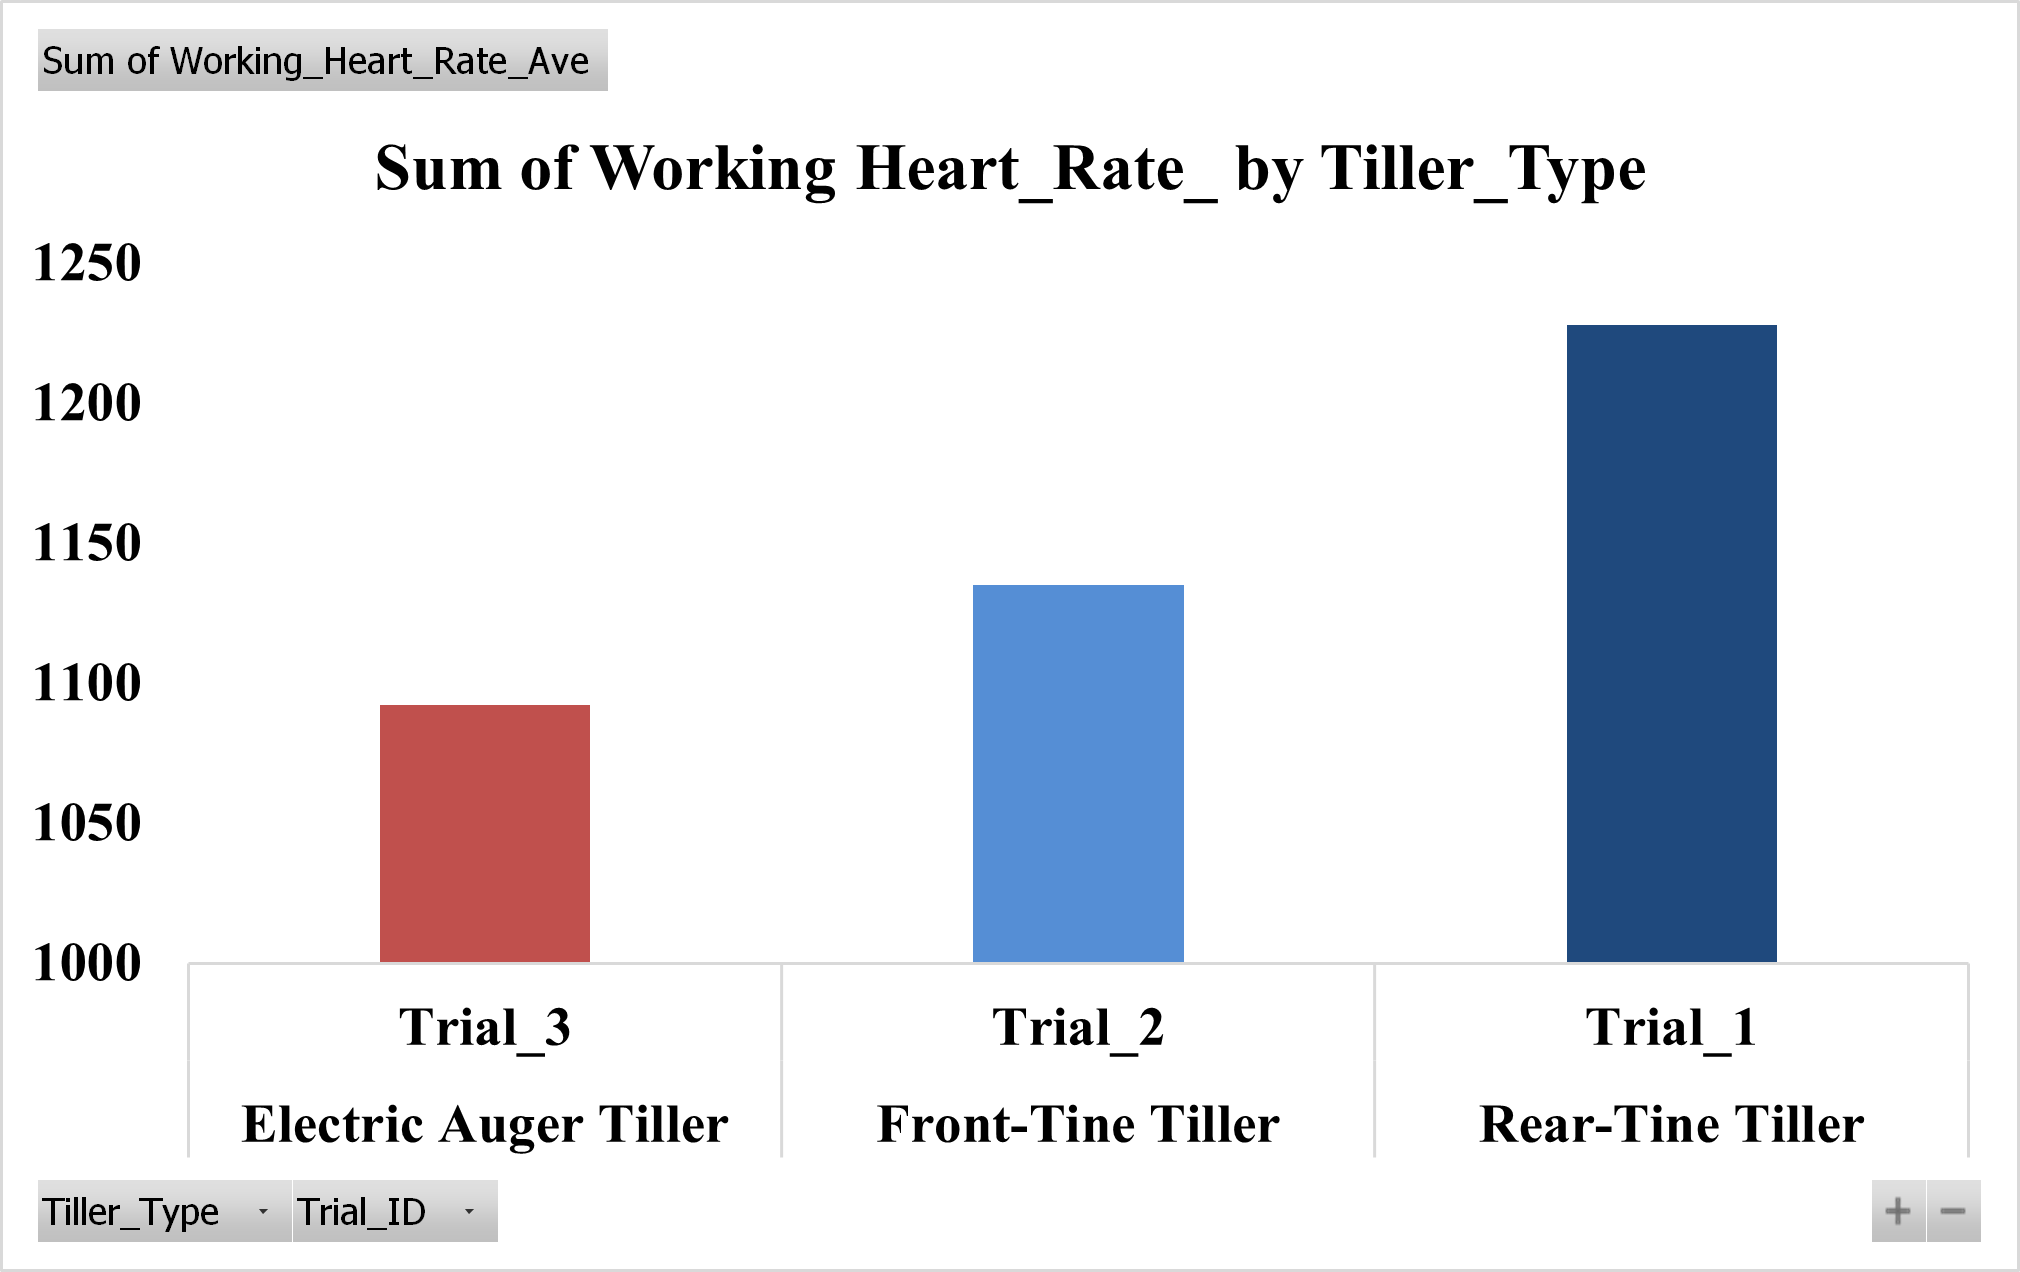 Sum of Working_Heart_Rate_Ave
Sum of Working Heart_Rate_ by Tiller_Type
1250
1200
1150
1100
1050
1000
Trial_3 Trial_2 Trial_1
Electric Auger Tiller Front-Tine Tiller Rear-Tine Tiller
Tiller_Type Trial_ID + −